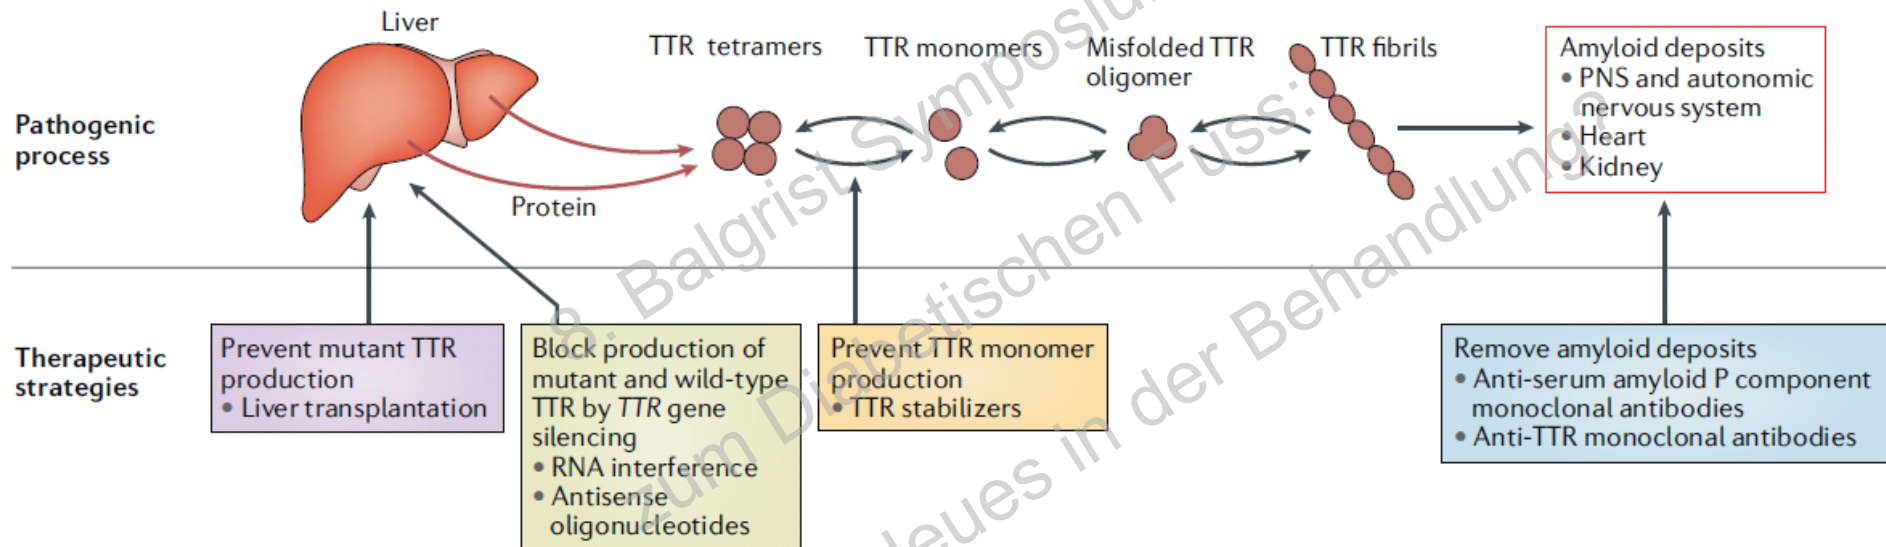 Liver
TTR tetramers
TTR monomers
Misfolded TTR
oligomer
TTR fibrils
Amyloid deposits
• PNS and autonomic
nervous system
• Heart
• Kidney
Pathogenic
process
Protein
Therapeutic
strategies
Prevent mutant TTR
production
• Liver transplantation
Block production of
mutant and wild-type
TTR by TTR gene
silencing
• RNA interference
• Antisense
oligonucleotides
Prevent TTR monomer
production
• TTR stabilizers
Remove amyloid deposits
• Anti-serum amyloid P component
monoclonal antibodies
• Anti-TTR monoclonal antibodies
8. Balgrist Symposium
zum Diabetischen Fuss:
Neues in der Behandlung?